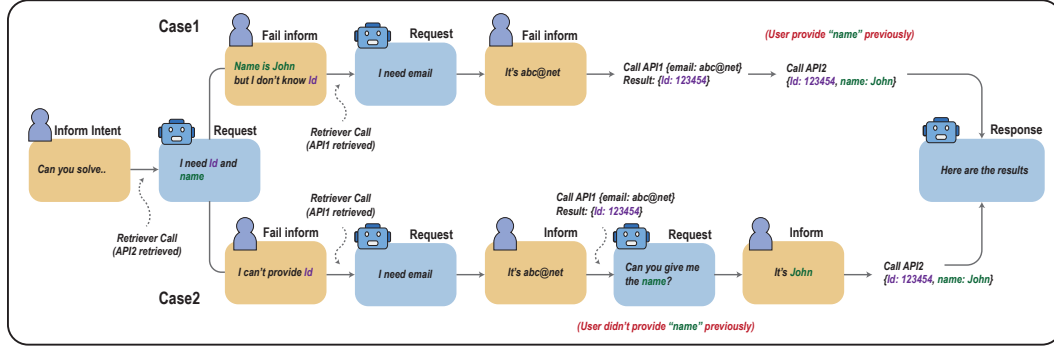 Case1
Fail inform
Name is John
but I don't know Id
Request
I need email
Fail inform
It's abc@net
(User provide "name" previously)
Call API1 {email: abc@net}
Result: {Id: 123454}
Call API2
{Id: 123454, name: John}
Retriever Call
(API1 retrieved)
Inform Intent
Can you solve..
Request
I need Id and
name
Retriever Call
(API2 retrieved)
Response
Here are the results
Case2
Fail inform
I can't provide Id
Retriever Call
(API1 retrieved)
Request
I need email
Inform
It's abc@net
Call API1 {email: abc@net}
Result: {Id: 123454}
Request
Can you give me
the name?
Inform
It's John
Call API2
{Id: 123454, name: John}
(User didn't provide "name" previously)